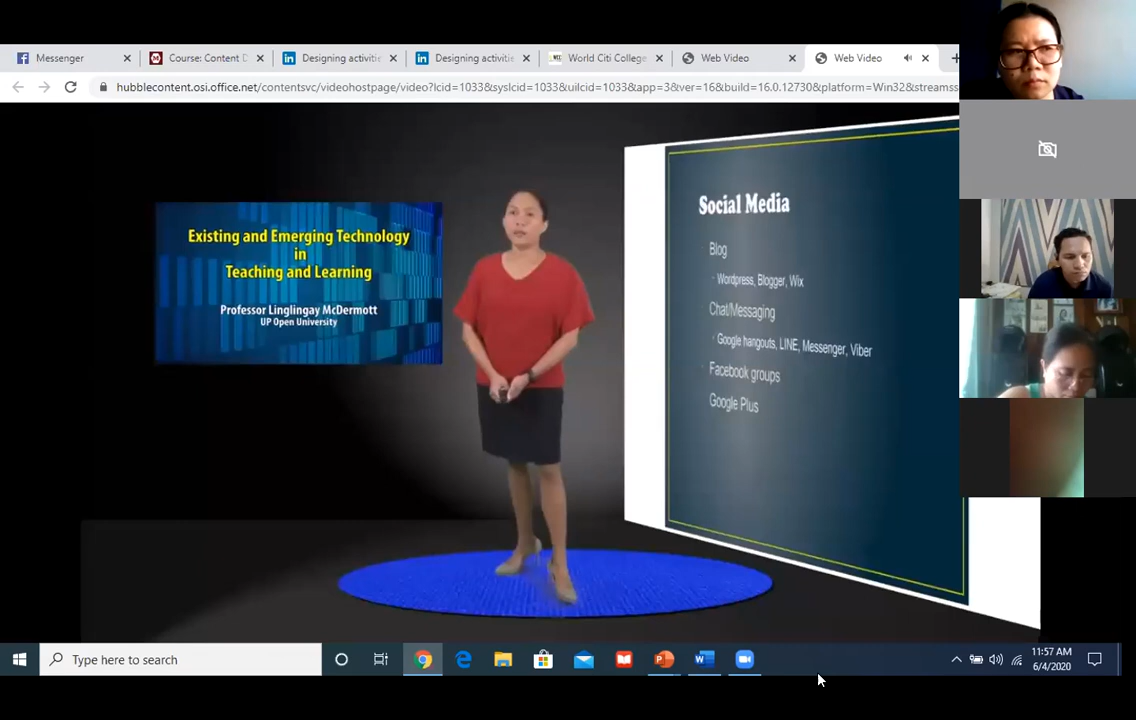 Messenger
Course: Content D
Designing activitie
Designing activitie
World Citi College
Web Video
Web Video
hubblecontent.osi.office.net/contentsvc/videohostpage/video?lcid=1033&syslcid=1033&uilcid=1033&app=3&ver=16&build=16.0.12730&platform=Win32&streamss
Existing and Emerging Technology
in
Teaching and Learning
Professor Linglingay McDermott
UP Open University
Social Media
Blog
Wordpress, Blogger, Wix
Chat/Messaging
Google hangouts, LINE, Messenger, Viber
Facebook groups
Google Plus
Type here to search
11:57 AM
6/4/2020